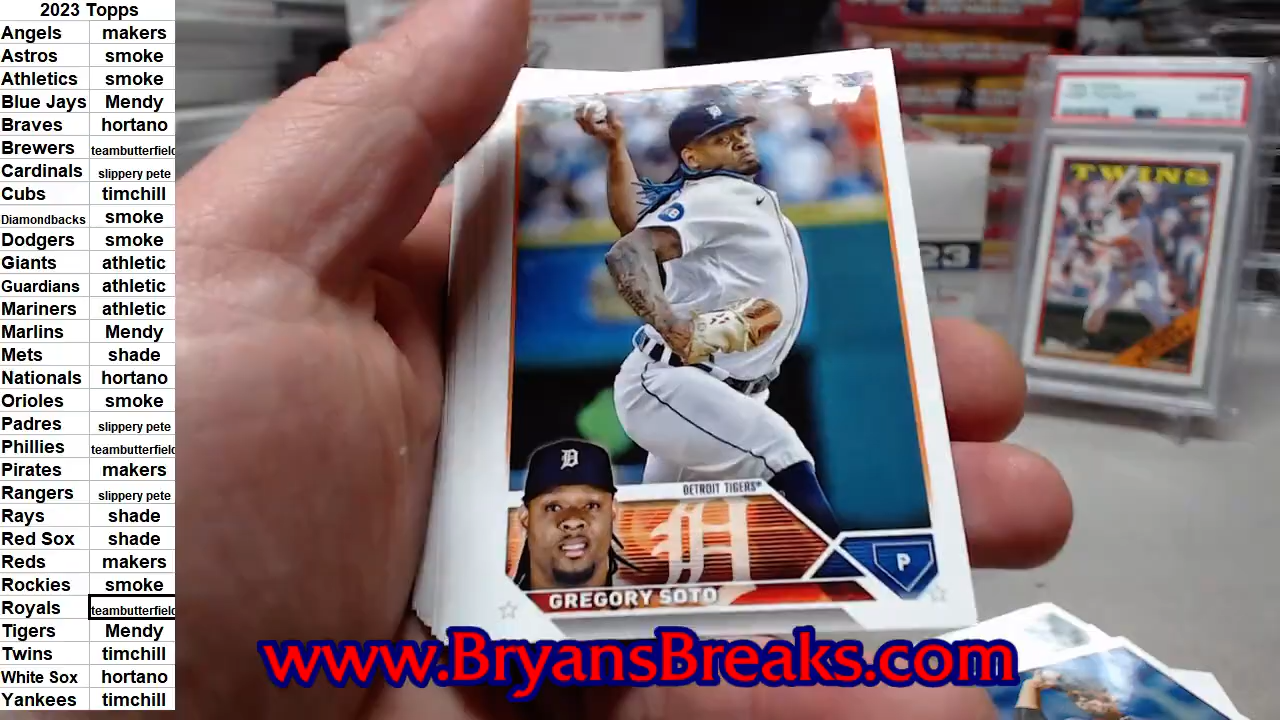 2023 Topps
Angels makers
Astros smoke
Athletics smoke
Blue Jays Mendy
Braves hortano
Brewers teambutterfield
Cardinals slippery pete
Cubs timchill
Diamondbacks smoke
Dodgers smoke
Giants athletic
Guardians athletic
Mariners athletic
Marlins Mendy
Mets shade
Nationals hortano
Orioles smoke
Padres slippery pete
Phillies teambutterfield
Pirates makers
Rangers slippery pete
Rays shade
Red Sox shade
Reds makers
Rockies smoke
Royals teambutterfield
Tigers Mendy
Twins timchill
White Sox hortano
Yankees timchill
D
D
DETROIT TIGERS
P
GREGORY SOTO
TWINS
23
www.BryansBreaks.com